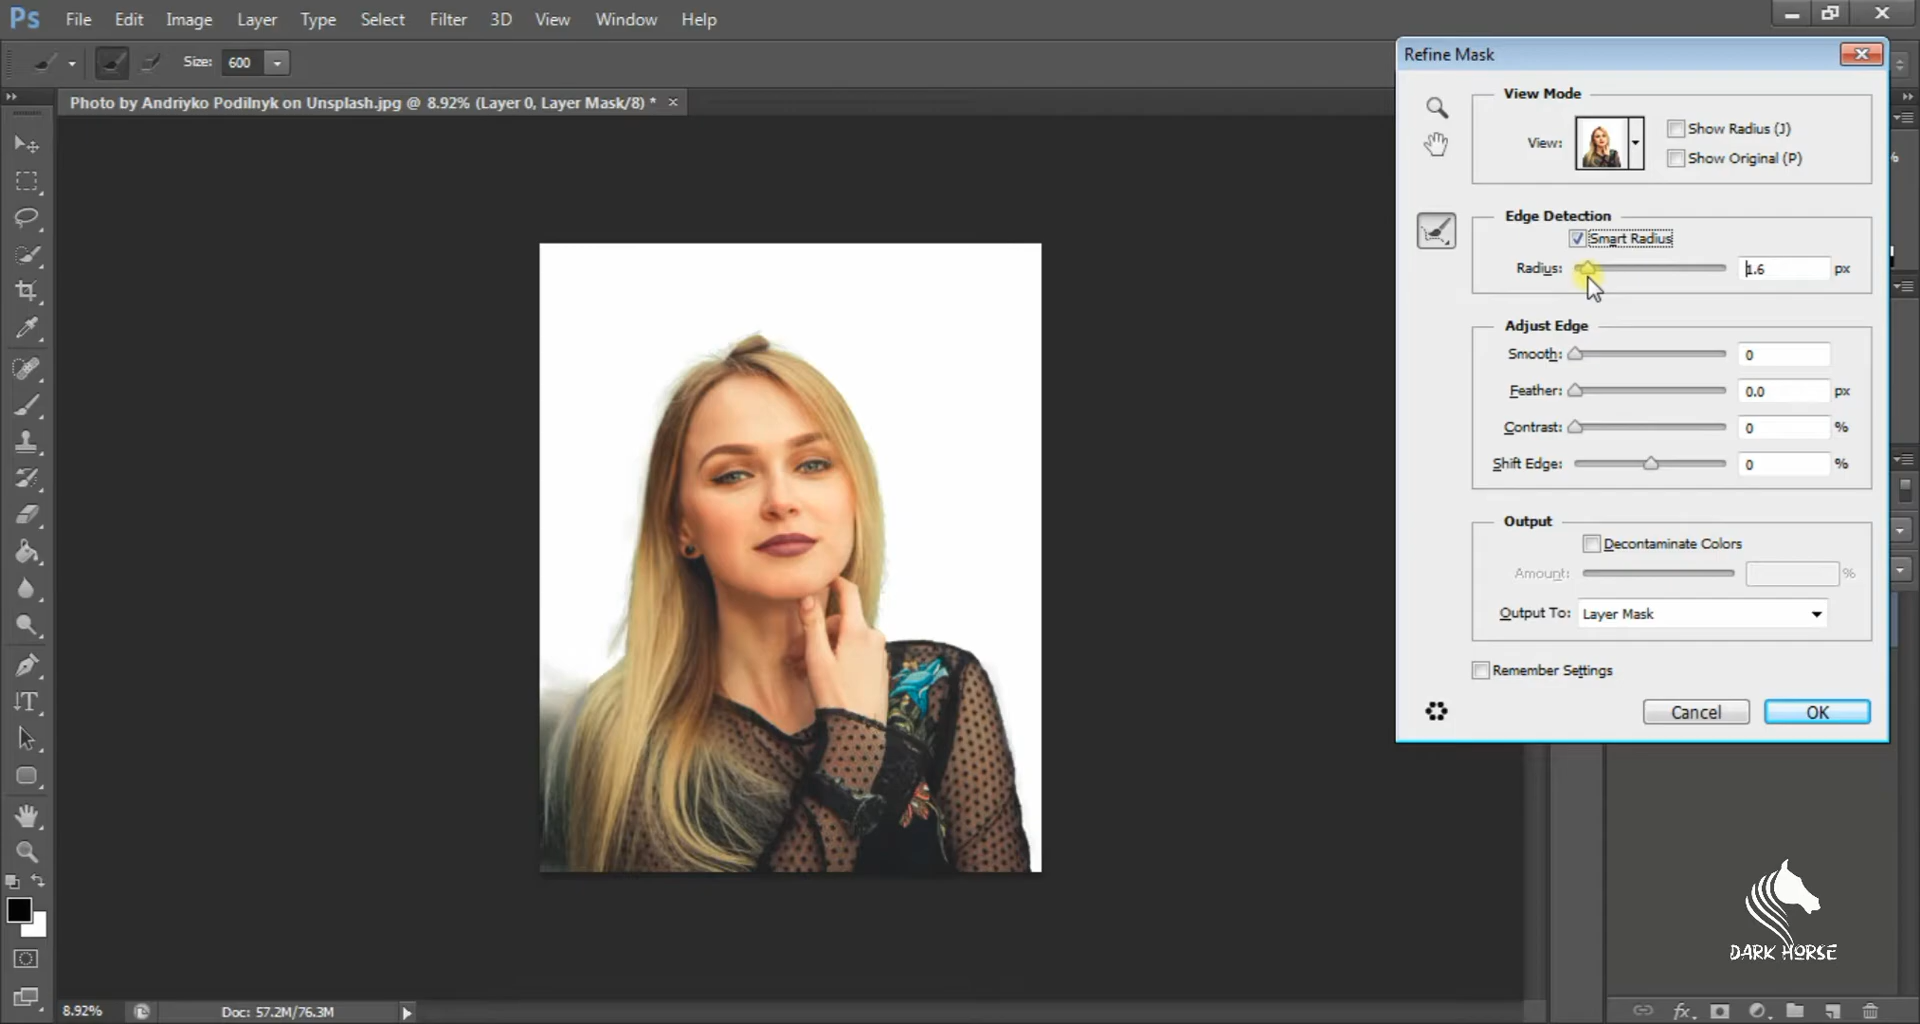 Ps File Edit Image Layer Type Select Filter 3D View Window Help
Size: 600
Photo by Andriyko Podilnyk on Unsplash.jpg @ 8.92% (Layer 0, Layer Mask/8) *
Refine Mask
View Mode
View:
Show Radius (J)
Show Original (P)
Edge Detection
Smart Radius
Radius: 1.6 px
Adjust Edge
Smooth: 0
Feather: 0.0 px
Contrast: 0 %
Shift Edge: 0 %
Output
Decontaminate Colors
Amount: %
Output To: Layer Mask
Remember Settings
Cancel OK
DARK HORSE
8.92% Doc: 57.2M/76.3M
fx